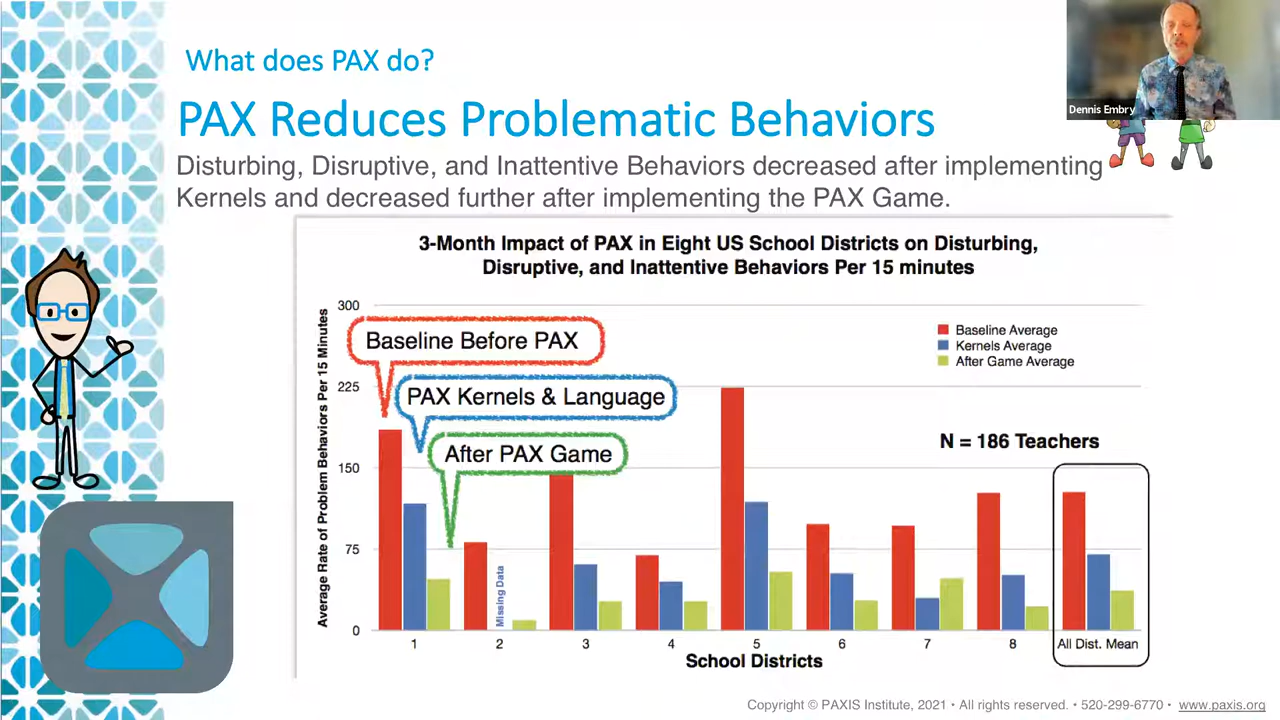 What does PAX do?
PAX Reduces Problematic Behaviors
Dennis Embry
Disturbing, Disruptive, and Inattentive Behaviors decreased after implementing
Kernels and decreased further after implementing the PAX Game.
3-Month Impact of PAX in Eight US School Districts on Disturbing,
Disruptive, and Inattentive Behaviors Per 15 minutes
Average Rate of Problem Behaviors Per 15 Minutes
300
225
150
75
0
Baseline Before PAX
PAX Kernels & Language
After PAX Game
Baseline Average
Kernels Average
After Game Average
N = 186 Teachers
Missing Data
1 2 3 4 5 6 7 8 All Dist. Mean
School Districts
Copyright © PAXIS Institute, 2021 • All rights reserved. • 520-299-6770 • www.paxis.org